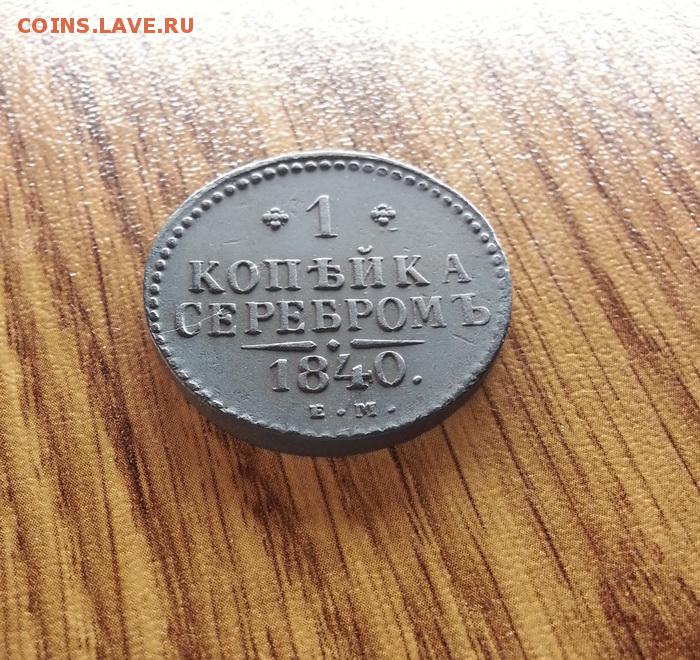 COINS.LAVE.RU
1
КОПѢЙКА
СЕРЕБРОМЪ
1840.
Е.М.